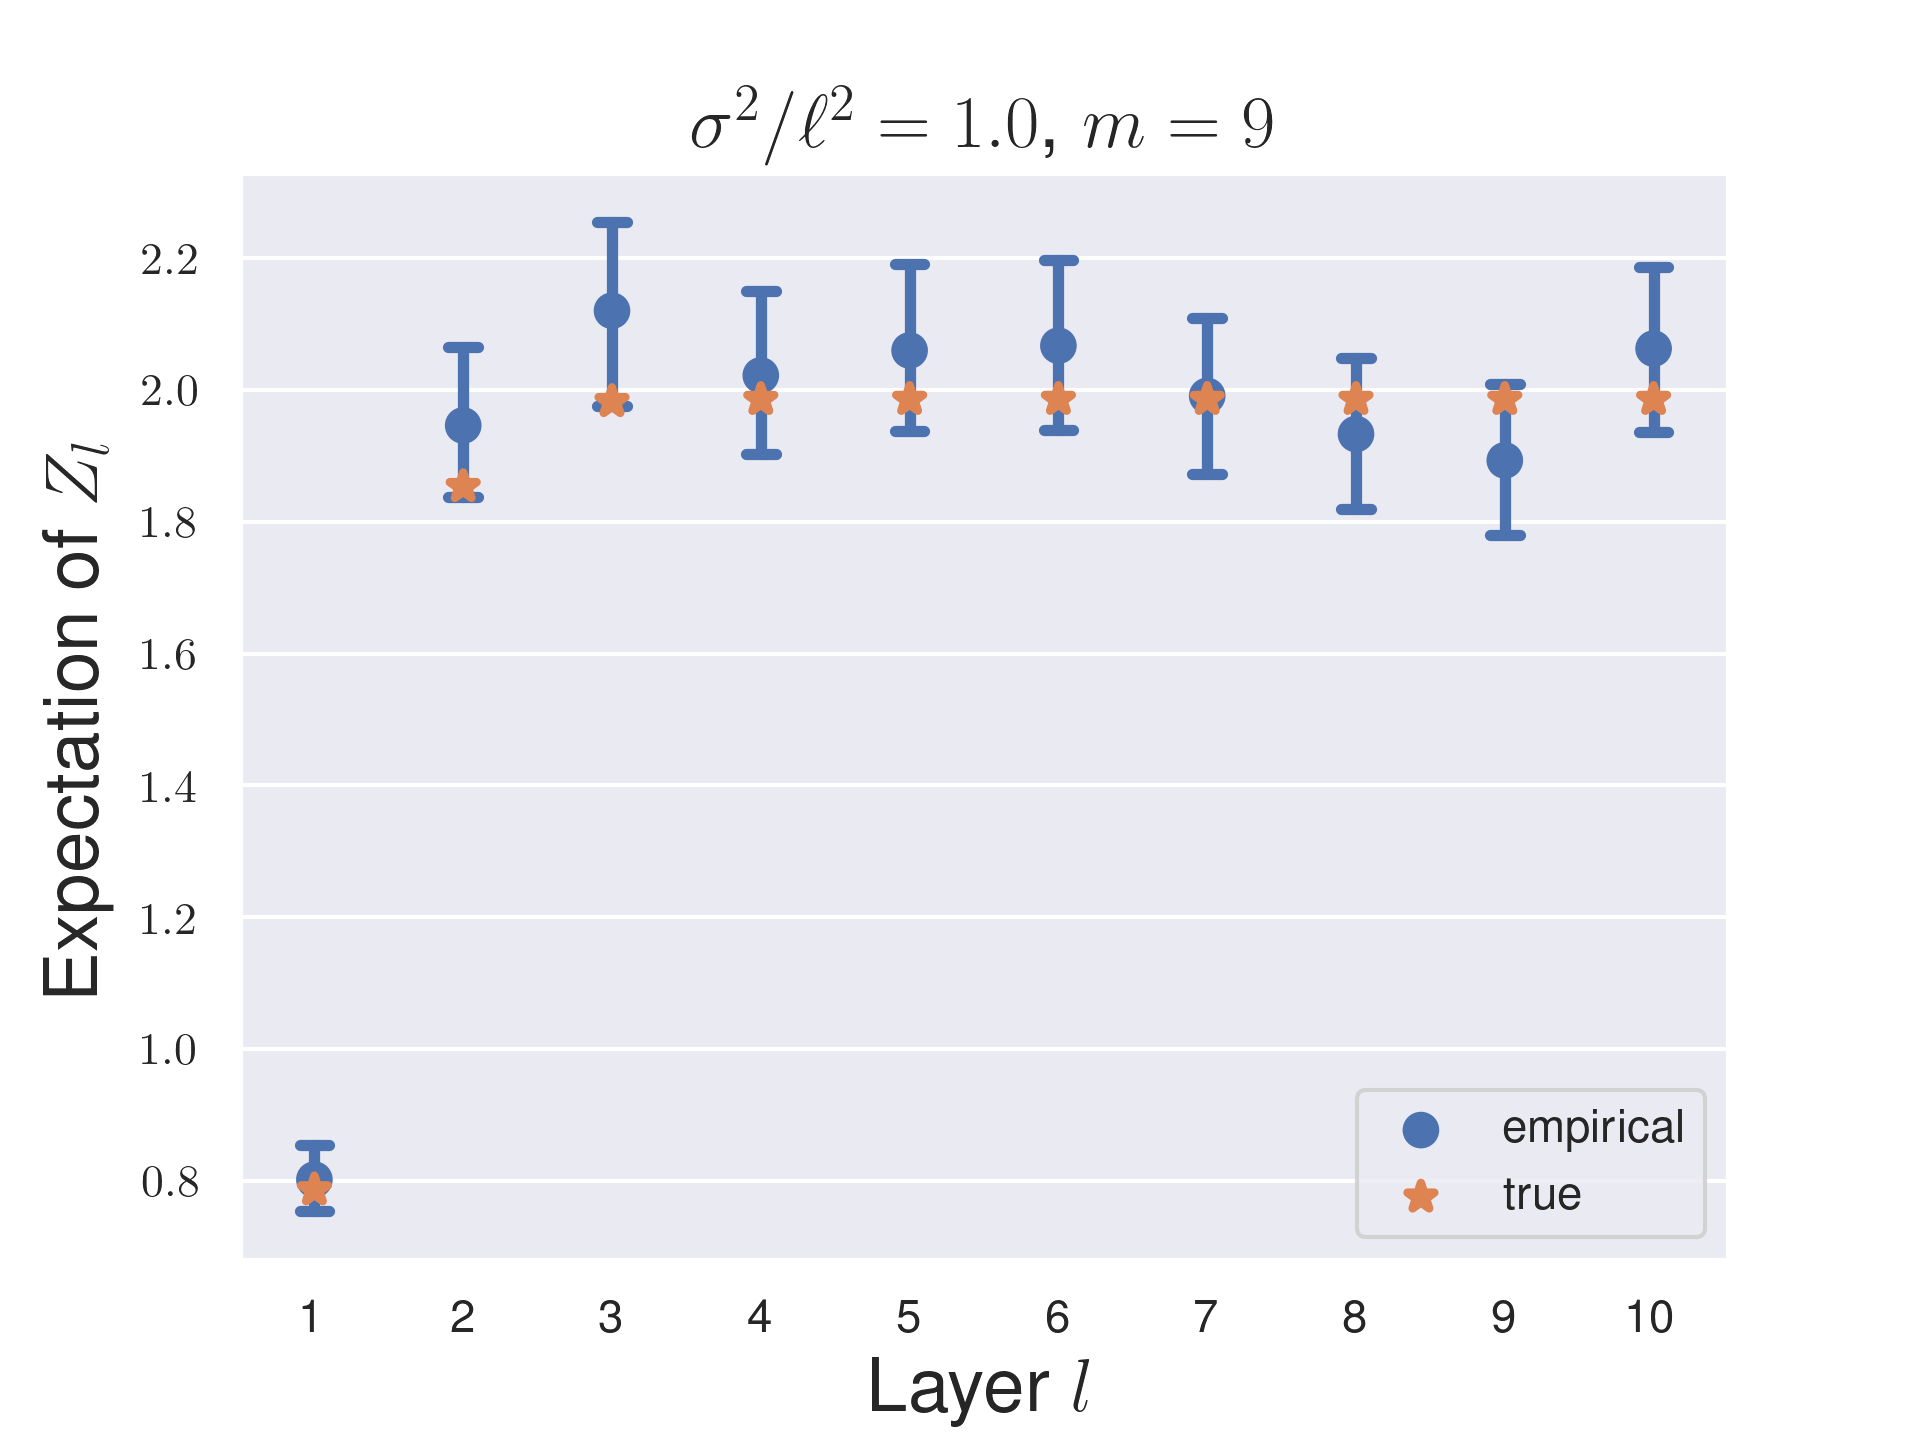 σ²/ℓ² = 1.0, m = 9
Expectation of Z_l
2.2
2.0
1.8
1.6
1.4
1.2
1.0
0.8
empirical
true
1 2 3 4 5 6 7 8 9 10
Layer l